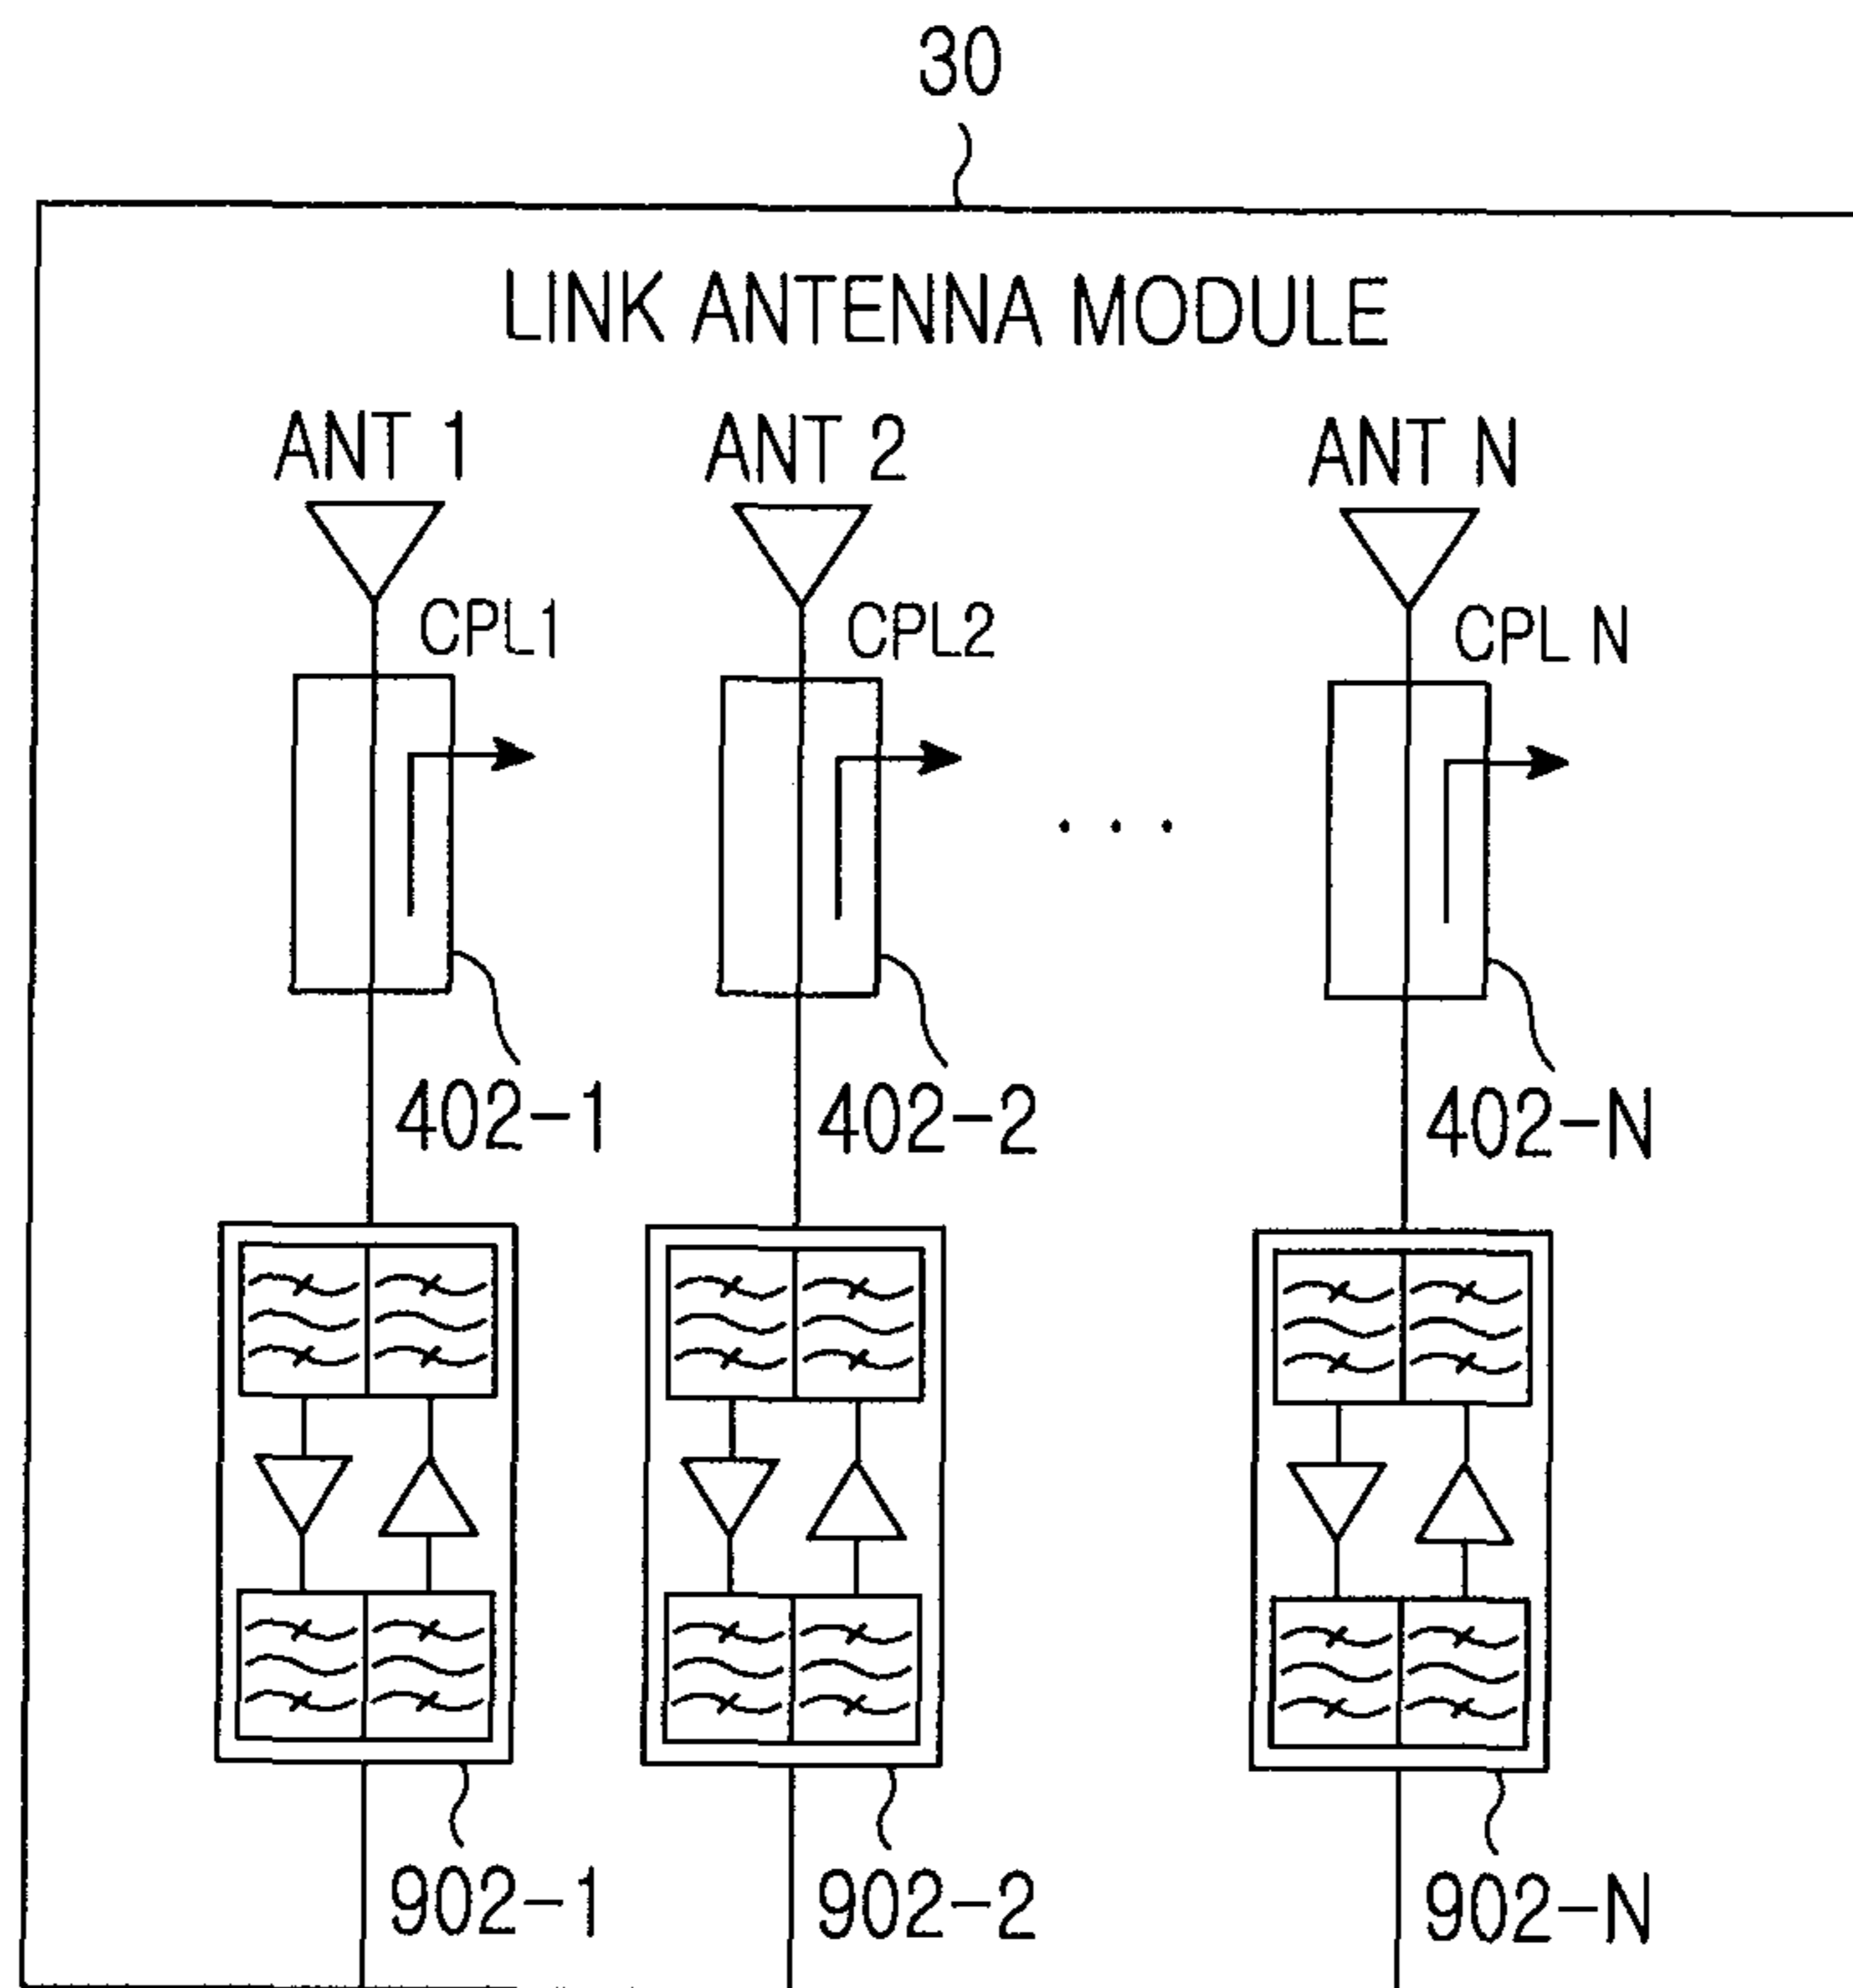 30
LINK ANTENNA MODULE
ANT 1 ANT 2 ANT N
CPL1 CPL2 CPL N
402-1 402-2 402-N
902-1 902-2 902-N